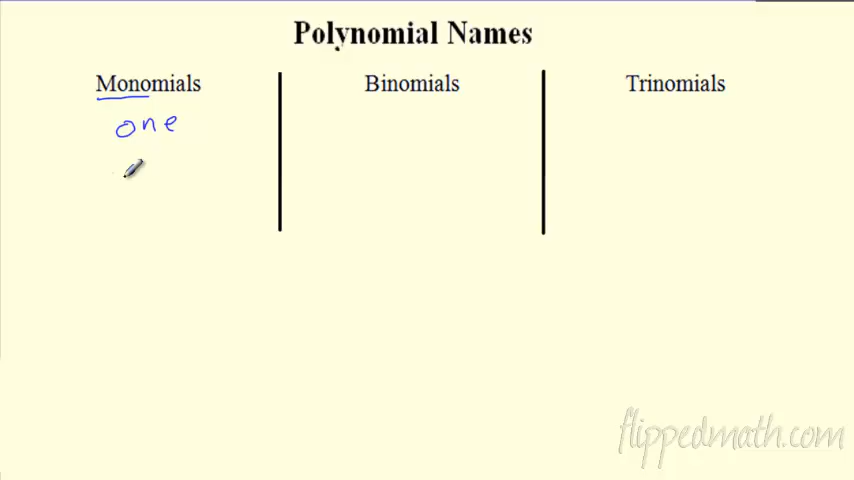 Polynomial Names
Monomials
Binomials
Trinomials
one
flippedmath.com